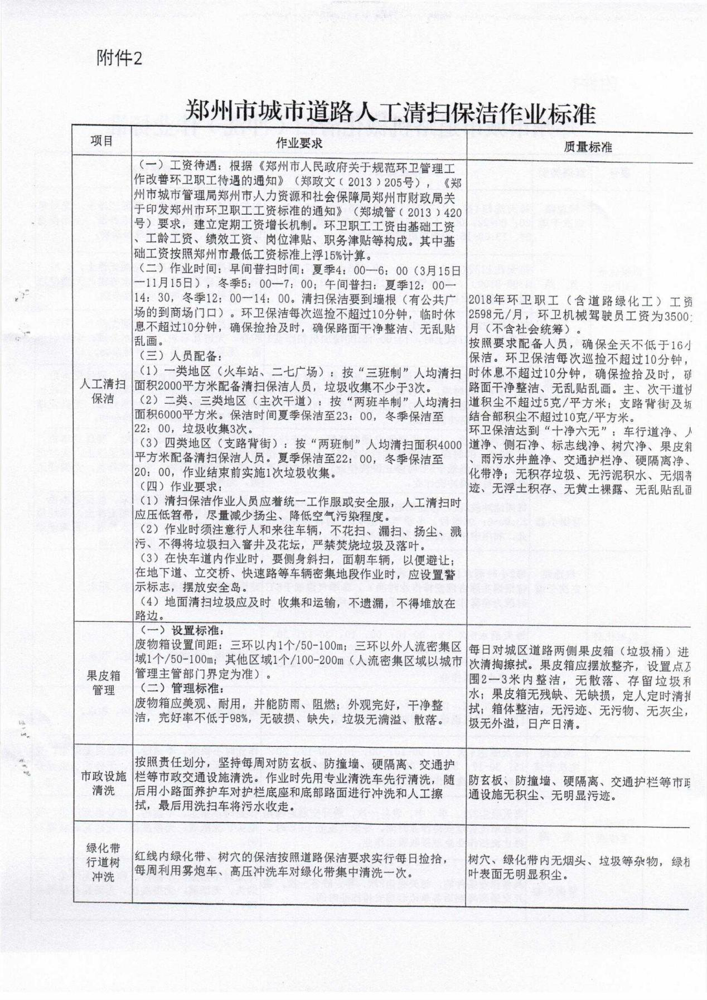 附件2
郑州市城市道路人工清扫保洁作业标准
项目
作业要求
质量标准
人工清扫
保洁
（一）工资待遇：根据《郑州市人民政府关于规范环卫管理工
作改善环卫职工待遇的通知》（郑政文﹝2013﹞205号），《郑
州市城市管理局郑州市人力资源和社会保障局郑州市财政局关
于印发郑州市环卫职工工资标准的通知》（郑城管﹝2013﹞420
号）要求，建立定期工资增长机制。环卫职工工资由基础工资
、工龄工资、绩效工资、岗位津贴、职务津贴等构成。其中基
础工资按照郑州市最低工资标准上浮15%计算。
（二）作业时间：早间普扫时间：夏季4：00—6：00（3月15日
—11月15日），冬季5：00—7：00；午间普扫：夏季12：00—
14：30，冬季12：00—14：00。清扫保洁要到墙根（有公共广
场的到商场门口）。环卫保洁每次巡捡不超过10分钟，临时休
息不超过10分钟，确保捡拾及时，确保路面干净整洁、无乱贴
乱画。
（三）人员配备：
（1）一类地区（火车站、二七广场）：按“三班制”人均清扫
面积2000平方米配备清扫保洁人员，垃圾收集不少于3次。
（2）二类、三类地区（主次干道）：按“两班半制”人均清扫
面积6000平方米。保洁时间夏季保洁至23：00，冬季保洁至
22：00，垃圾收集3次。
（3）四类地区（支路背街）：按“两班制”人均清扫面积4000
平方米配备清扫保洁人员。夏季保洁至22：00，冬季保洁至
20：00，作业结束前实施1次垃圾收集。
（四）作业要求：
（1）清扫保洁作业人员应着统一工作服或安全服，人工清扫时
应压低笤帚，尽量减少扬尘、降低空气污染程度。
（2）作业时须注意行人和来往车辆，不花扫、漏扫、扬尘、溅
污、不得将垃圾扫入窨井及花坛，严禁焚烧垃圾及落叶。
（3）在快车道内作业时，要侧身斜扫，面朝车辆，以便避让；
在地下道、立交桥、快速路等车辆密集地段作业时，应设置警
示标志，摆放安全岛。
（4）地面清扫垃圾应及时 收集和运输，不遗漏，不得堆放在
路边。
2018年环卫职工（含道路绿化工）工资
2598元/月，环卫机械驾驶员工资为3500
月（不含社会统筹）。
按照要求配备人员，确保全天不低于16小
保洁。环卫保洁每次巡捡不超过10分钟，
时休息不超过10分钟，确保捡拾及时，确
路面干净整洁、无乱贴乱画。主、次干道快
道积尘不超过5克/平方米；支路背街及城
结合部积尘不超过10克/平方米。
环卫保洁达到“十净六无”：车行道净、人
道净、侧石净、标志线净、树穴净、果皮箱
、雨污水井盖净、交通护栏净、硬隔离净、
化带净；无积存垃圾、无污泥积水、无烟蒂
迹、无浮土积存、无黄土裸露、无乱贴乱画
果皮箱
管理
（一）设置标准：
废物箱设置间距：三环以内1个/50-100m；三环以外人流密集区
域1个/50-100m；其他区域1个/100-200m（人流密集区域以城市
管理主管部门界定为准）。
（二）管理标准：
废物箱应美观、耐用，并能防雨、阻燃；外观完好，干净整
洁，完好率不低于98%，无破损、缺失，垃圾无满溢、散落。
每日对城区道路两侧果皮箱（垃圾桶）进
次清掏擦拭。果皮箱应摆放整齐，设置点及
围2—3米内整洁，无散落、存留垃圾和
水；果皮箱无残缺、无缺损，定人定时清掏
拭；箱体整洁，无污迹、无污物、无灰尘，
圾无外溢，日产日清。
市政设施
清洗
按照责任划分，坚持每周对防玄板、防撞墙、硬隔离、交通护
栏等市政交通设施清洗。作业时先用专业清洗车先行清洗，随
后用小路面养护车对护栏底座和底部路面进行冲洗和人工擦
拭，最后用洗扫车将污水收走。
防玄板、防撞墙、硬隔离、交通护栏等市政
通设施无积尘、无明显污迹。
绿化带
行道树
冲洗
红线内绿化带、树穴的保洁按照道路保洁要求实行每日捡拾，
每周利用雾炮车、高压冲洗车对绿化带集中清洗一次。
树穴、绿化带内无烟头、垃圾等杂物，绿植
叶表面无明显积尘。